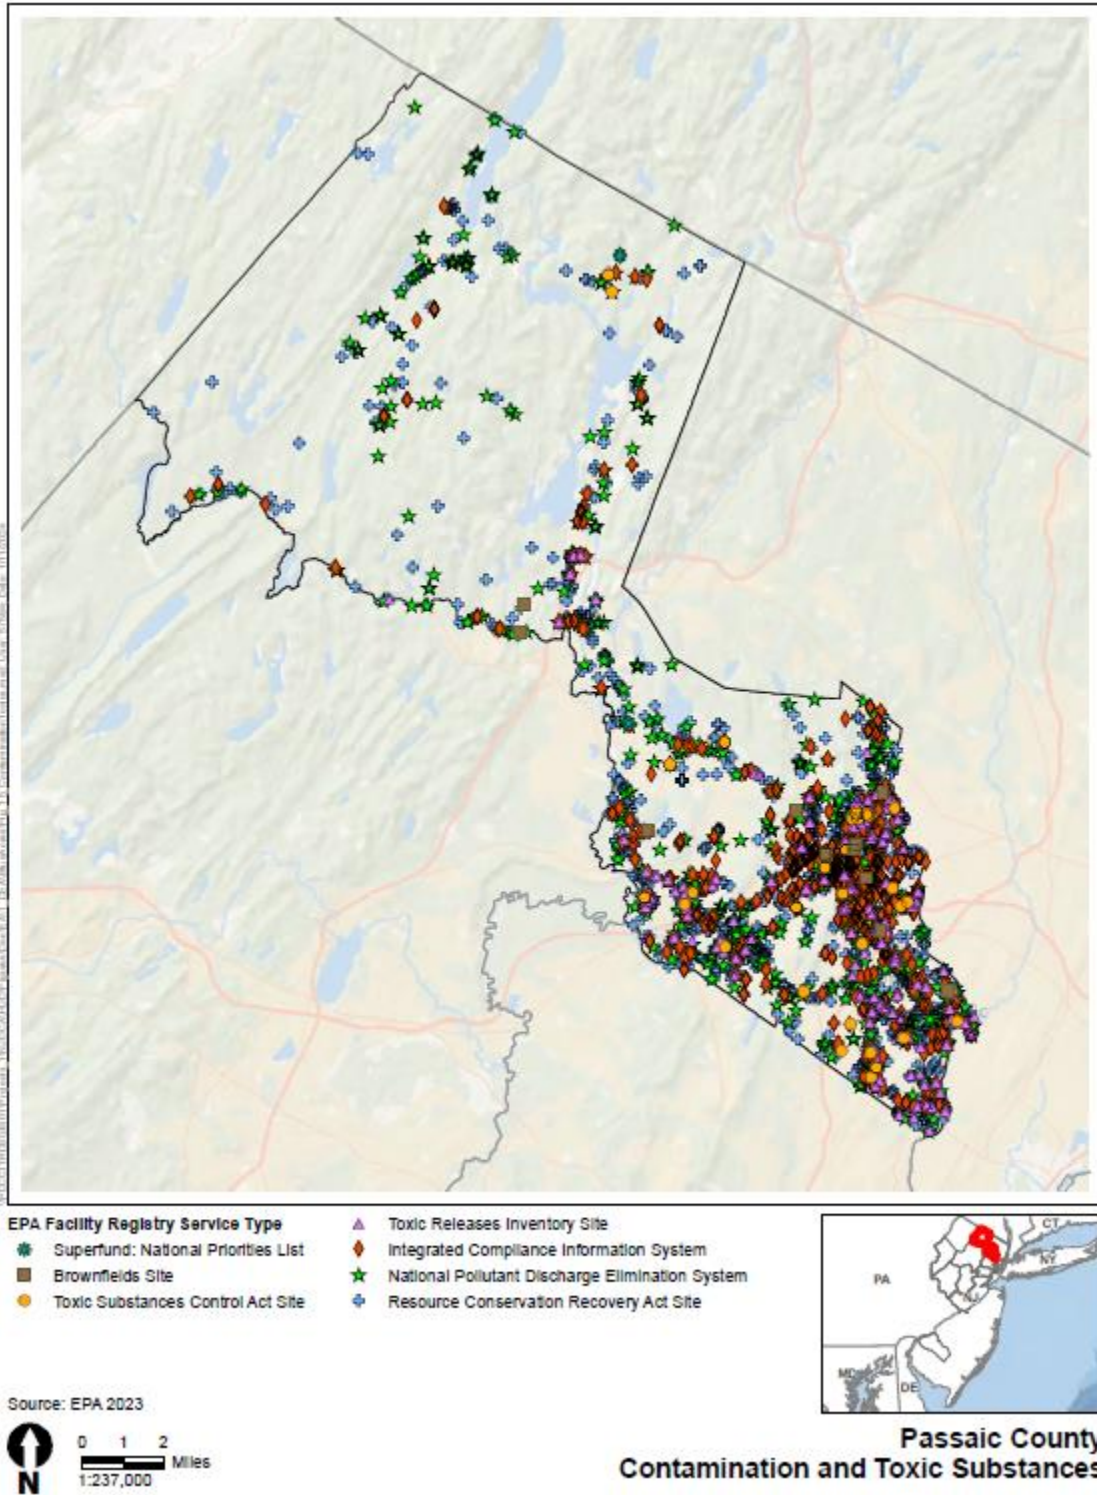 EPA Facility Registry Service Type
Superfund: National Priorities List
Brownfields Site
Toxic Substances Control Act Site
Toxic Releases Inventory Site
Integrated Compliance Information System
National Pollutant Discharge Elimination System
Resource Conservation Recovery Act Site
PA
CT
NY
NJ
MD
DE
Source: EPA 2023
N
0 1 2
Miles
1:237,000
Passaic County
Contamination and Toxic Substances